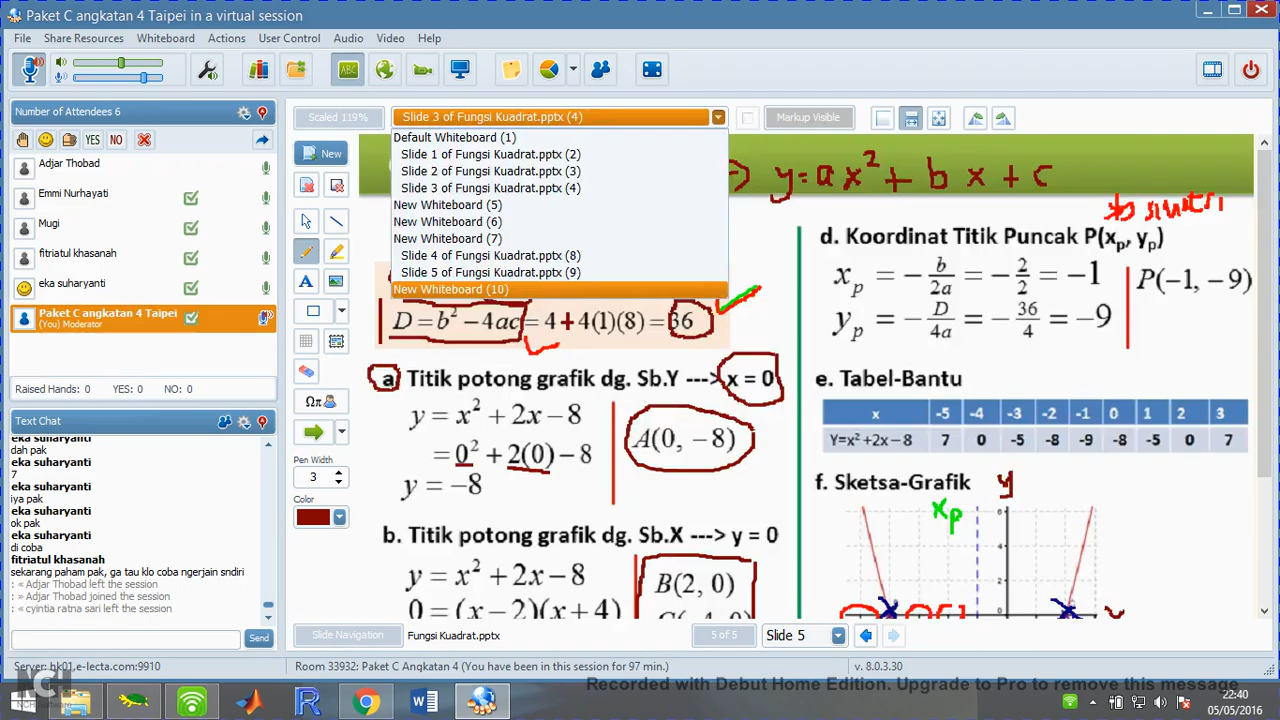 Paket C angkatan 4 Taipei in a virtual session
File Share Resources Whiteboard Actions User Control Audio Video Help
Number of Attendees 6
YES NO
Adjar Thobad
Emmi Nurhayati
Mugi
fitriatul khasanah
eka suharyanti
Paket C angkatan 4 Taipei
(You) Moderator
Raised Hands: 0 YES: 0 NO: 0
Text Chat
eka suharyanti
dah pak
eka suharyanti
7
eka suharyanti
iya pak
eka suharyanti
ok pak
eka suharyanti
di coba
fitriatul khasanah
sekarang paham pak, ga tau klo coba ngerjain sndiri
« Adjar Thobad left the session
: » Adjar Thobad joined the session
« cyintia ratna sari left the session
Send
Scaled 119%
Slide 3 of Fungsi Kuadrat.pptx (4)
Markup Visible
Default Whiteboard (1)
Slide 1 of Fungsi Kuadrat.pptx (2)
Slide 2 of Fungsi Kuadrat.pptx (3)
Slide 3 of Fungsi Kuadrat.pptx (4)
New Whiteboard (5)
New Whiteboard (6)
New Whiteboard (7)
Slide 4 of Fungsi Kuadrat.pptx (8)
Slide 5 of Fungsi Kuadrat.pptx (9)
New Whiteboard (10)
New
ABC
A
Ωπ
Pen Width
3
Color
y=ax²+bx+c
D = b² − 4ac = 4 + 4(1)(8) = 36
a Titik potong grafik dg. Sb.Y ---> x = 0
y = x² + 2x − 8
= 0² + 2(0) − 8
y = −8
A(0, −8)
b. Titik potong grafik dg. Sb.X ---> y = 0
y = x² + 2x − 8
0 = (x − 2)(x + 4)
B(2, 0)
d. Koordinat Titik Puncak P(xp, yp)
xp = − b/2a = − 2/2 = −1
yp = − D/4a = − 36/4 = −9
P(−1, −9)
e. Tabel-Bantu
x -5 -4 -3 -2 -1 0 1 2 3
Y=x²+2x−8 7 0 -5 -8 -9 -8 -5 0 7
f. Sketsa-Grafik y
xp
6
4
2
0
Slide Navigation Fungsi Kuadrat.pptx 5 of 5 Slide 5
Server: bk01.e-lecta.com:9910 Room 33932: Paket C Angkatan 4 (You have been in this session for 97 min.) v. 8.0.3.30
Recorded with Debut Home Edition. Upgrade to Pro to remove this message
NCH
22:40
05/05/2016